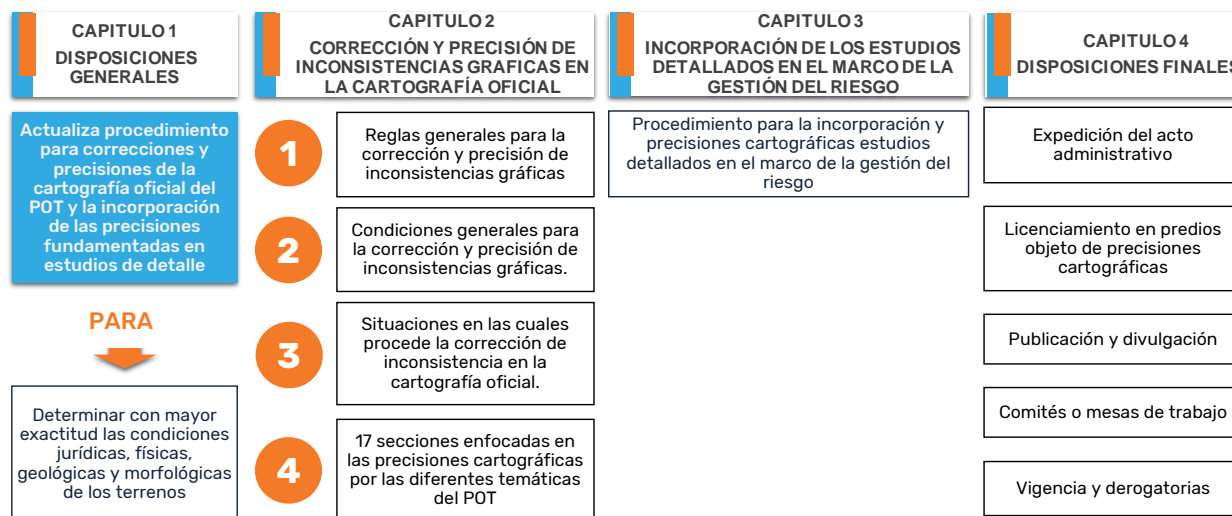 CAPITULO 1
DISPOSICIONES
GENERALES
Actualiza procedimiento
para correcciones y
precisiones de la
cartografía oficial del
POT y la incorporación
de las precisiones
fundamentadas en
estudios de detalle
PARA
Determinar con mayor
exactitud las condiciones
jurídicas, físicas,
geológicas y morfológicas
de los terrenos
CAPITULO 2
CORRECCIÓN Y PRECISIÓN DE
INCONSISTENCIAS GRAFICAS EN
LA CARTOGRAFÍA OFICIAL
1
Reglas generales para la
corrección y precisión de
inconsistencias gráficas
2
Condiciones generales para
la corrección y precisión de
inconsistencias gráficas.
3
Situaciones en las cuales
procede la corrección de
inconsistencia en la
cartografía oficial.
4
17 secciones enfocadas en
las precisiones cartográficas
por las diferentes temáticas
del POT
CAPITULO 3
INCORPORACIÓN DE LOS ESTUDIOS
DETALLADOS EN EL MARCO DE LA
GESTIÓN DEL RIESGO
Procedimiento para la incorporación y
precisiones cartográficas estudios
detallados en el marco de la gestión del
riesgo
CAPITULO 4
DISPOSICIONES FINALES
Expedición del acto
administrativo
Licenciamiento en predios
objeto de precisiones
cartográficas
Publicación y divulgación
Comités o mesas de trabajo
Vigencia y derogatorias